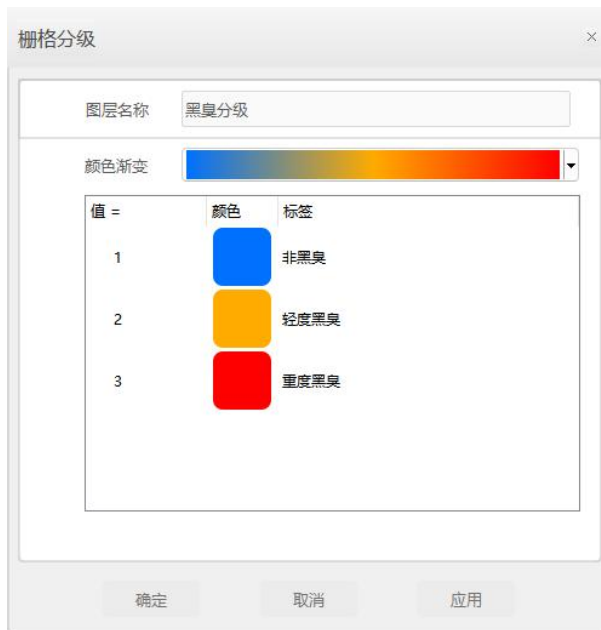 栅格分级
图层名称 黑臭分级
颜色渐变
值 = 颜色 标签
1 非黑臭
2 轻度黑臭
3 重度黑臭
确定 取消 应用